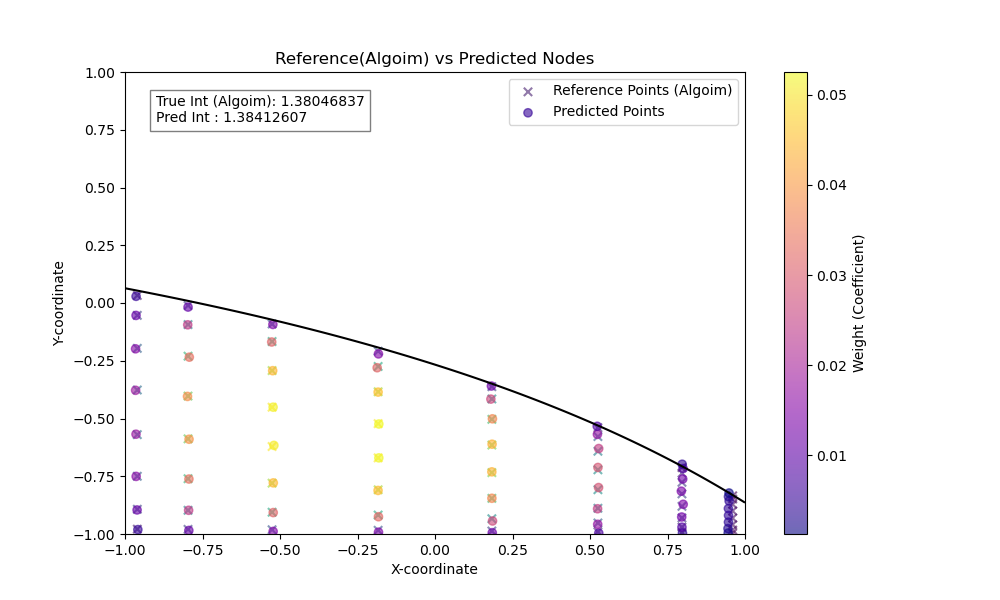 Reference(Algoim) vs Predicted Nodes
True Int (Algoim): 1.38046837
Pred Int : 1.38412607
Reference Points (Algoim)
Predicted Points
1.00
0.75
0.50
0.25
0.00
−0.25
−0.50
−0.75
−1.00
Y-coordinate
−1.00 −0.75 −0.50 −0.25 0.00 0.25 0.50 0.75 1.00
X-coordinate
0.05
0.04
0.03
0.02
0.01
Weight (Coefficient)